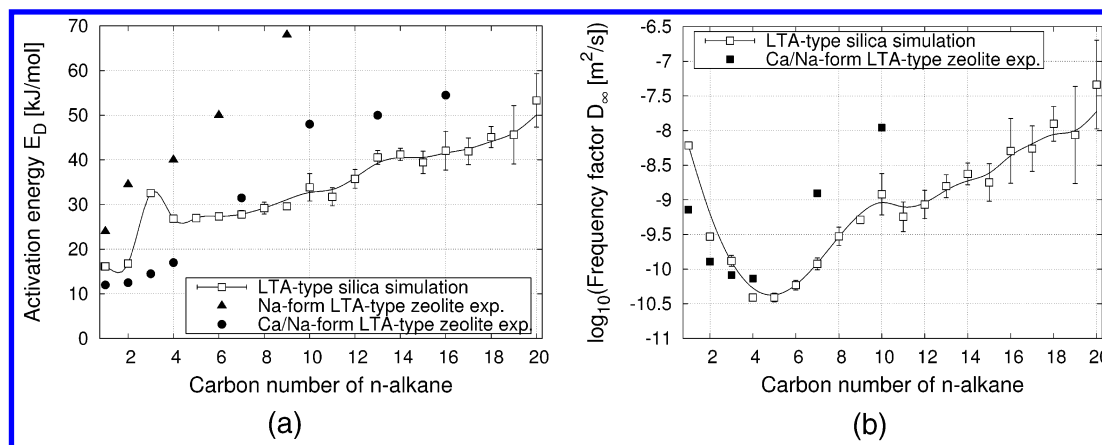 Activation energy E_D [kJ/mol]
70
60
50
40
30
20
10
0
LTA-type silica simulation
Na-form LTA-type zeolite exp.
Ca/Na-form LTA-type zeolite exp.
2 4 6 8 10 12 14 16 18 20
Carbon number of n-alkane
(a)
log₁₀(Frequency factor D∞ [m²/s])
-6.5
-7
-7.5
-8
-8.5
-9
-9.5
-10
-10.5
-11
LTA-type silica simulation
Ca/Na-form LTA-type zeolite exp.
2 4 6 8 10 12 14 16 18 20
Carbon number of n-alkane
(b)